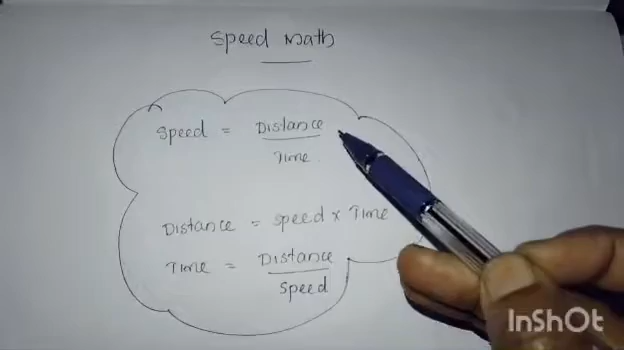 Speed Math
Speed = Distance
Time
Distance = Speed x Time
Time = Distance
Speed
InShOt